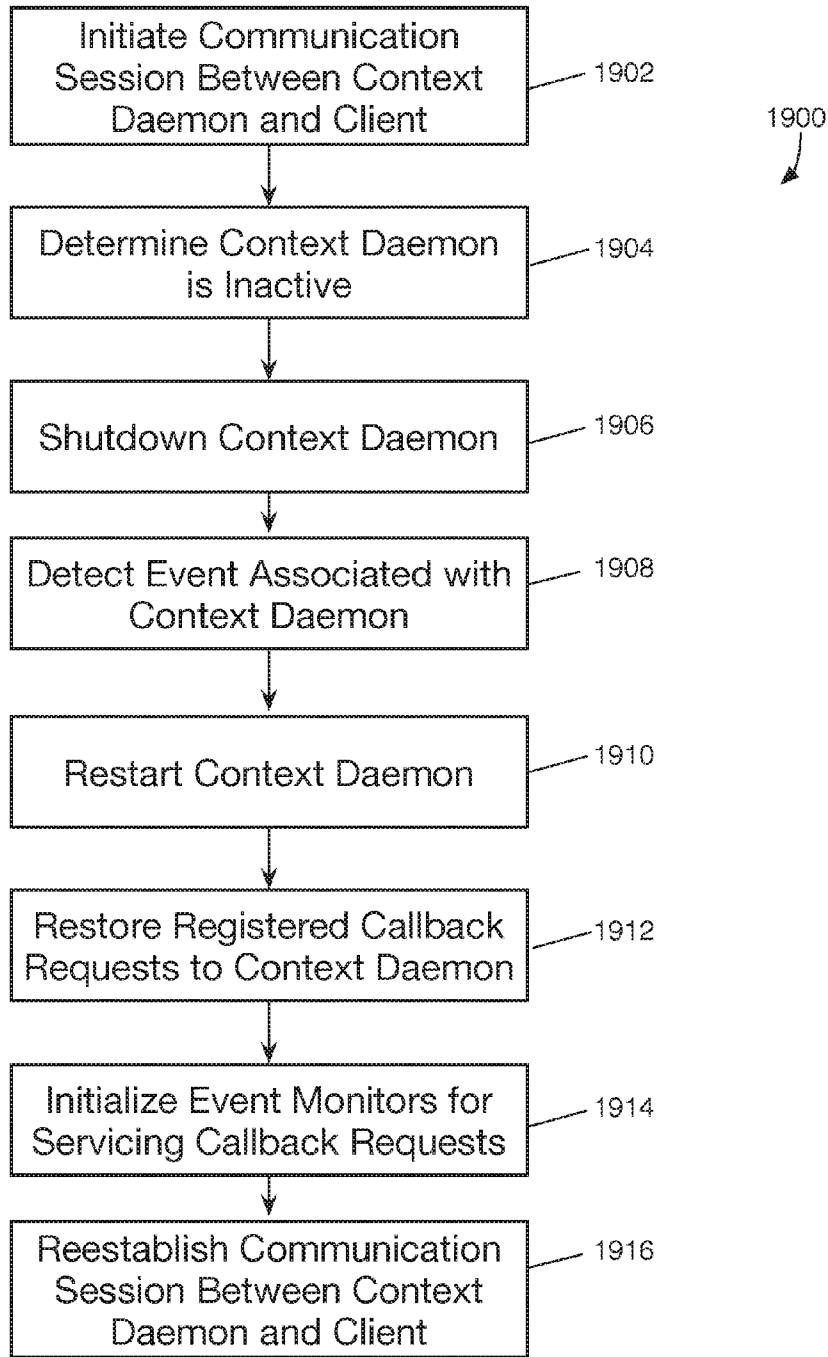 Initiate Communication
Session Between Context
Daemon and Client
1902
1900
Determine Context Daemon
is Inactive
1904
Shutdown Context Daemon
1906
Detect Event Associated with
Context Daemon
1908
Restart Context Daemon
1910
Restore Registered Callback
Requests to Context Daemon
1912
Initialize Event Monitors for
Servicing Callback Requests
1914
Reestablish Communication
Session Between Context
Daemon and Client
1916